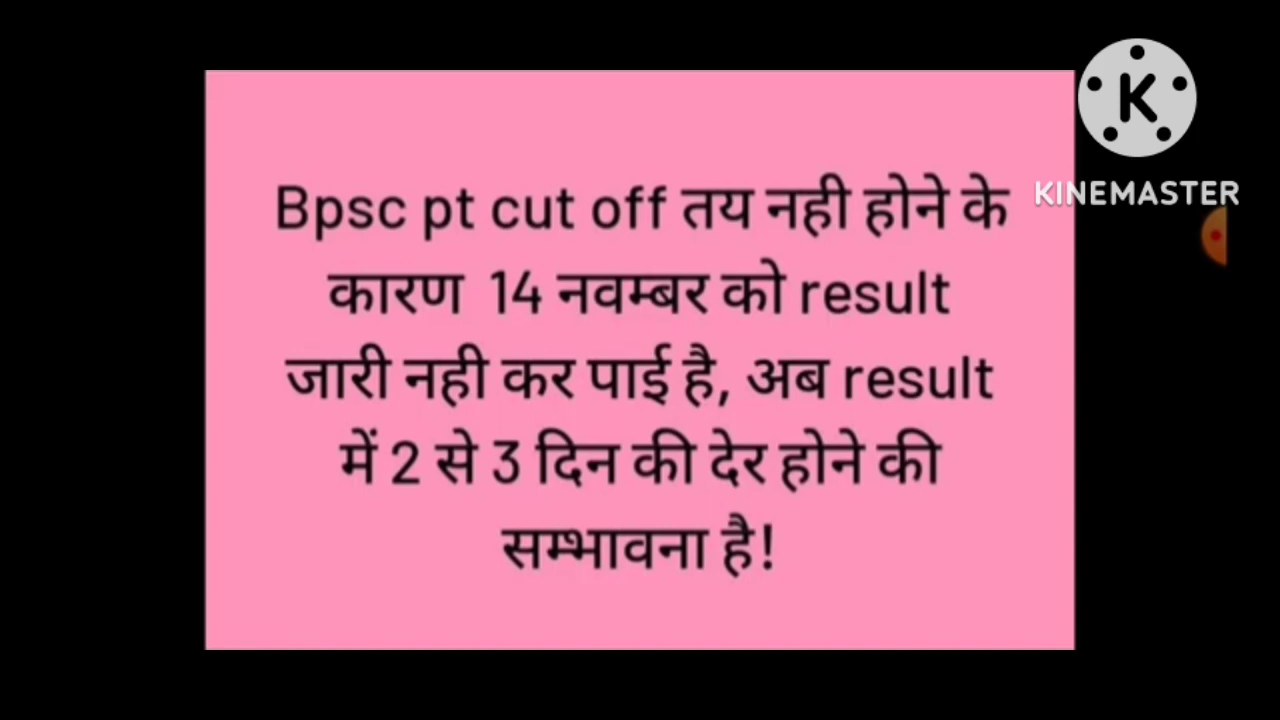 Bpsc pt cut off तय नही होने के
कारण 14 नवम्बर को result
जारी नही कर पाई है, अब result
में 2 से 3 दिन की देर होने की
सम्भावना है!
K
KINEMASTER